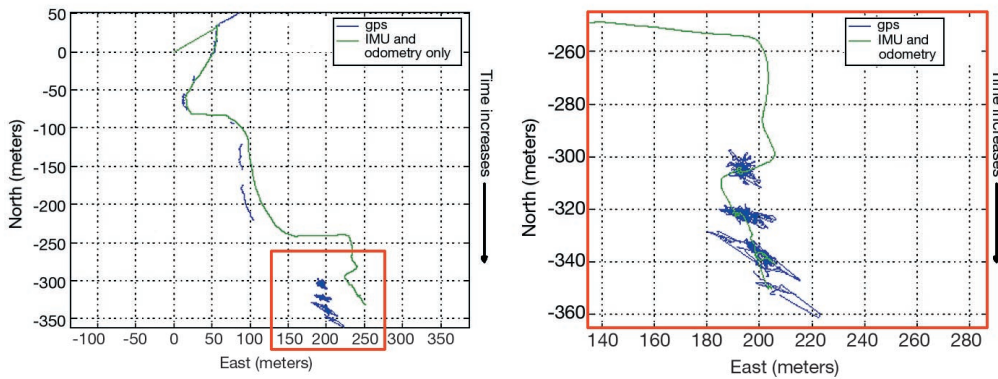 50
0
-50
-100
-150
-200
-250
-300
-350
-100
-50
0
50
100
150
200
250
300
350
North (meters)
East (meters)
gps
IMU and
odometry only
Time increases
-260
-280
-300
-320
-340
-360
140
160
180
200
220
240
260
280
North (meters)
East (meters)
gps
IMU and
odometry
Time increases